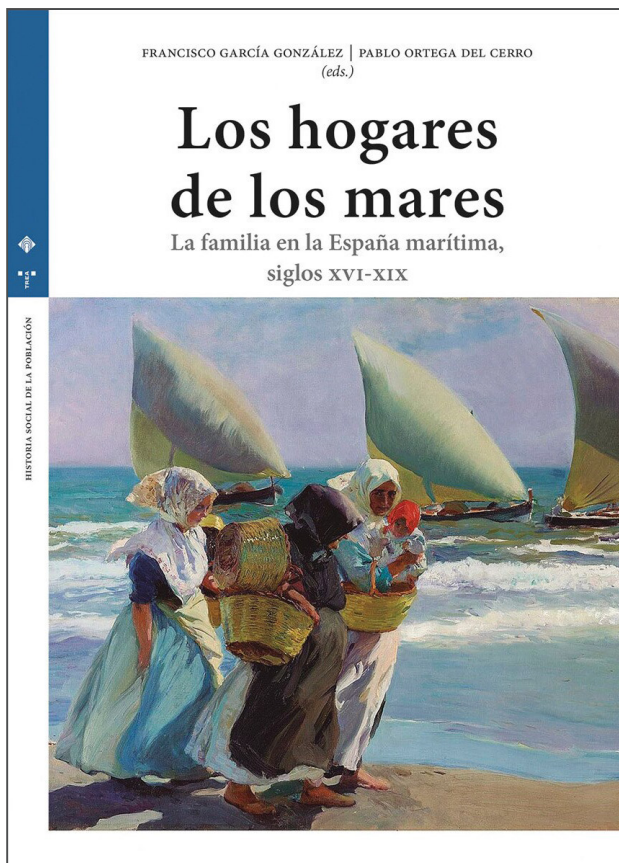 FRANCISCO GARCÍA GONZÁLEZ | PABLO ORTEGA DEL CERRO
(eds.)
Los hogares
de los mares
La familia en la España marítima,
siglos XVI-XIX
TREA
HISTORIA SOCIAL DE LA POBLACIÓN